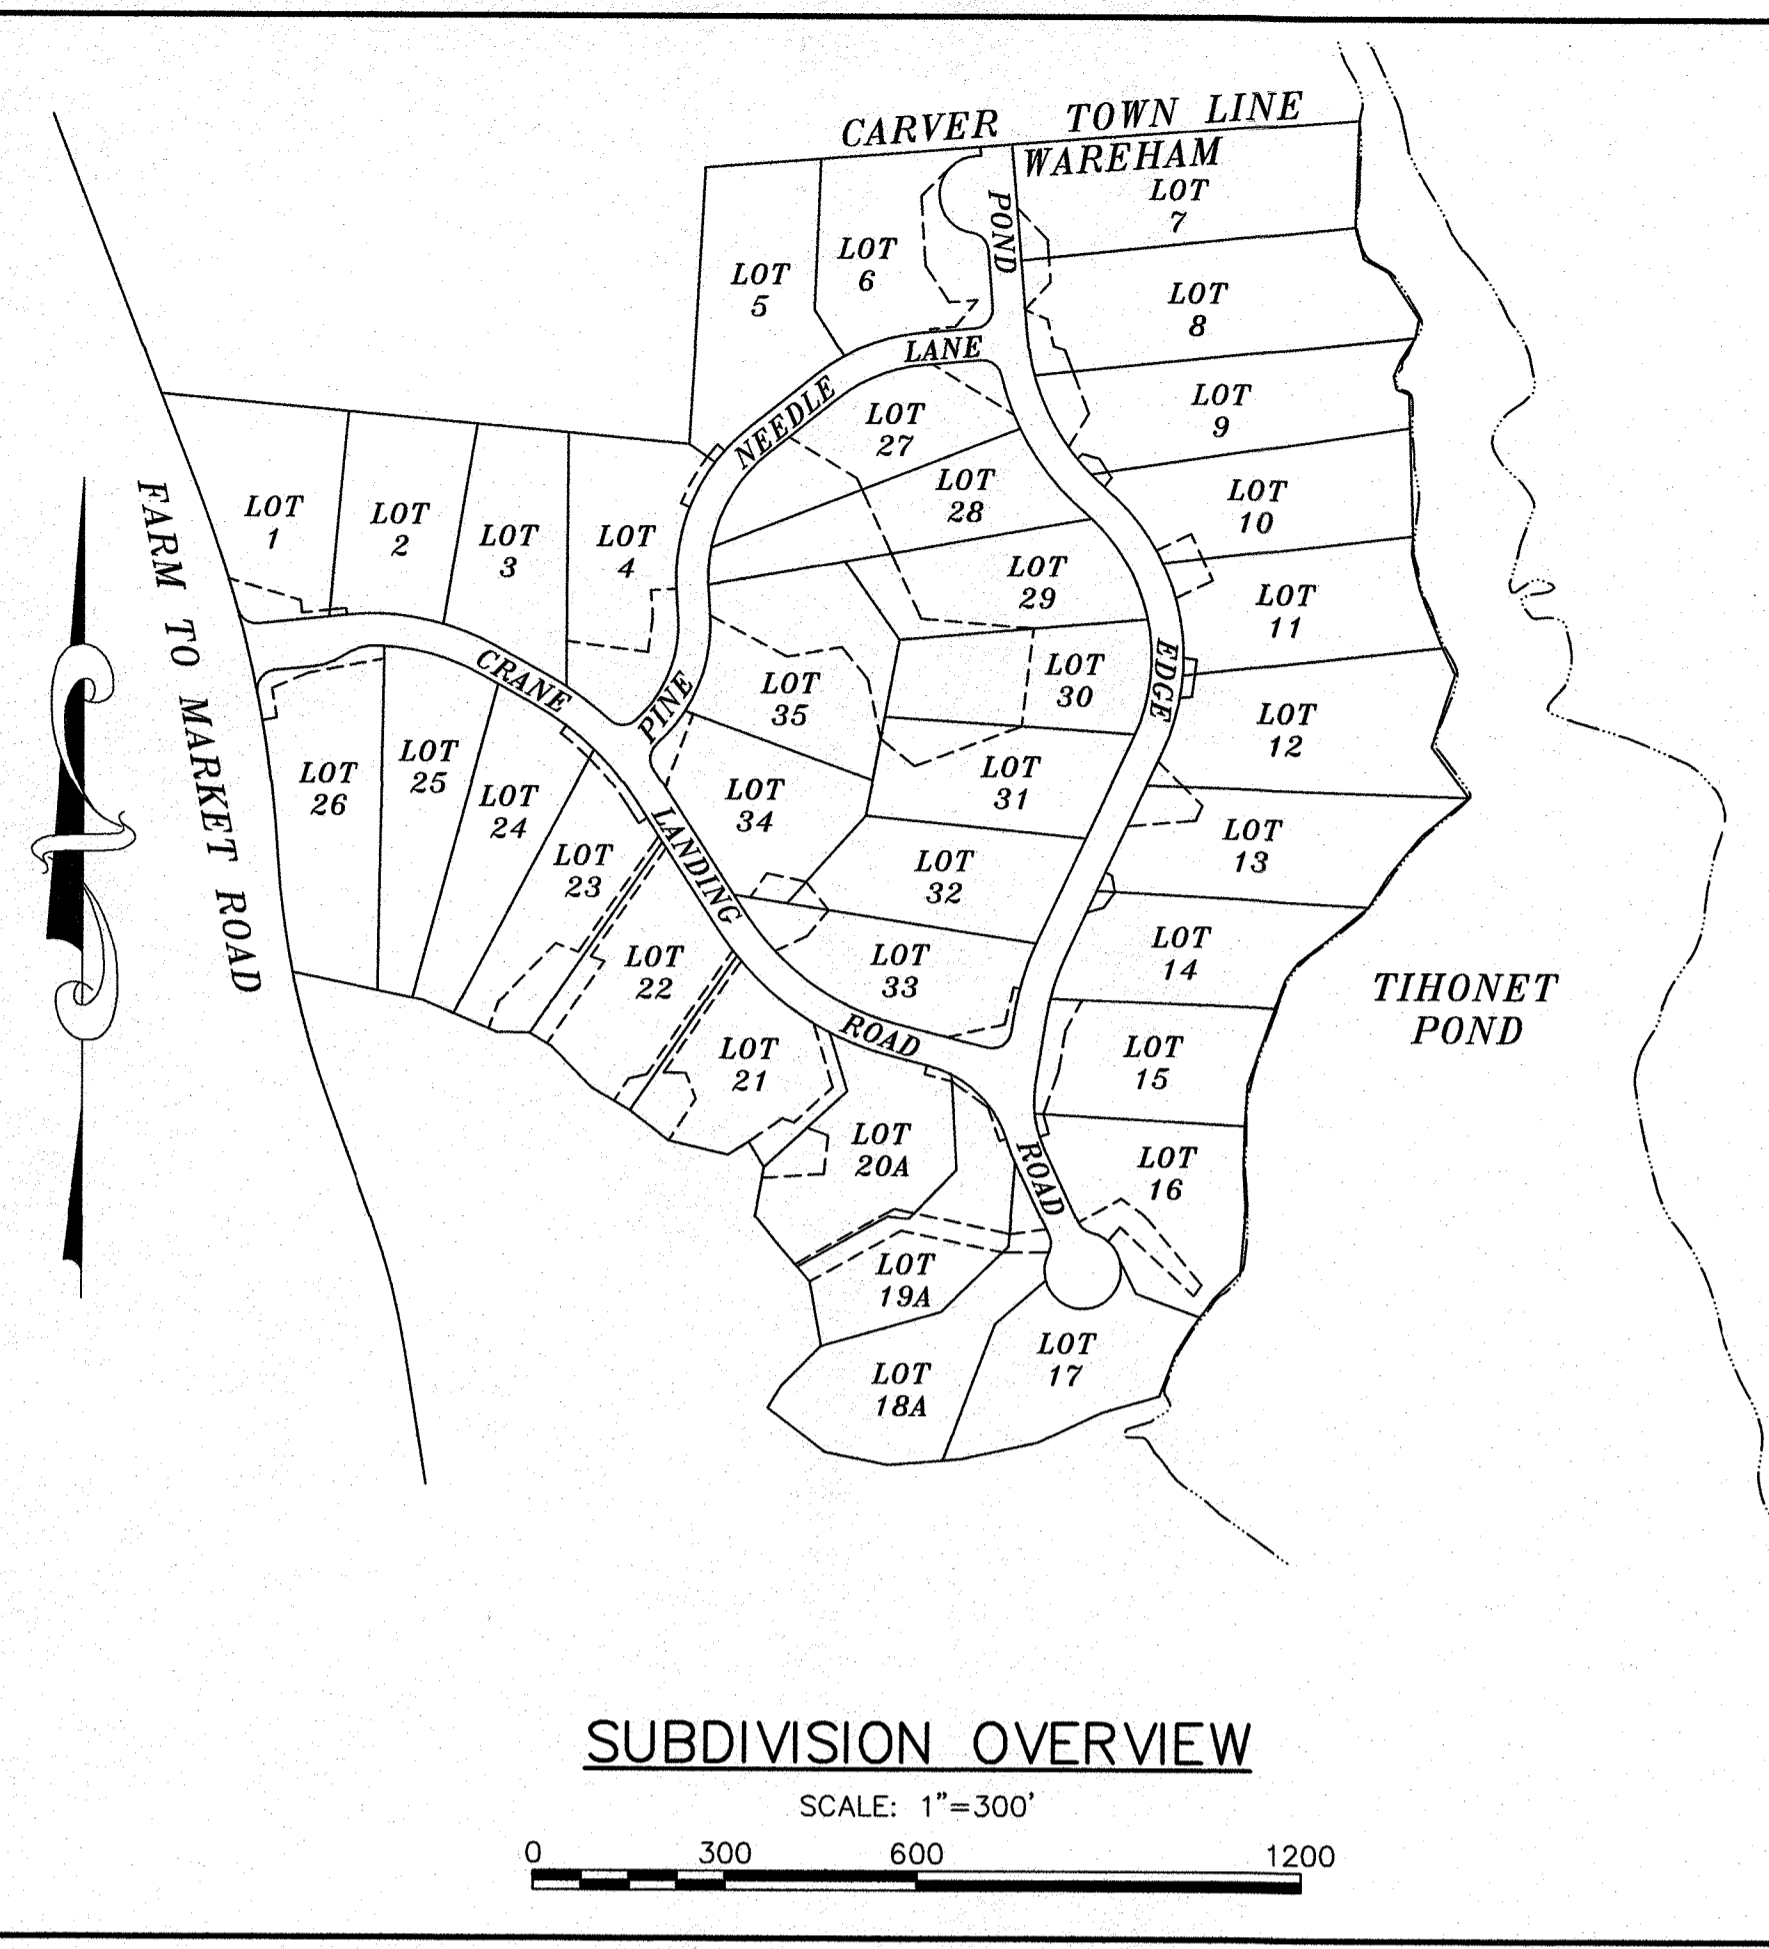 CARVER TOWN LINE
WAREHAM
LOT
7
POND
LOT
6
LOT
5
LOT
8
LANE
NEEDLE
LOT
9
LOT
27
LOT
28
LOT
10
FARM TO MARKET ROAD
LOT
1
LOT
2
LOT
3
LOT
4
LOT
29
LOT
11
CRANE
PINE
LOT
35
LOT
30
EDGE
LOT
12
LOT
26
LOT
25
LOT
24
LOT
34
LOT
31
LANDING
LOT
23
LOT
32
LOT
13
LOT
22
LOT
33
LOT
14
TIHONET
POND
LOT
21
ROAD
LOT
15
LOT
20A
ROAD
LOT
16
LOT
19A
LOT
18A
LOT
17
SUBDIVISION OVERVIEW
SCALE: 1"=300'
0 300 600 1200